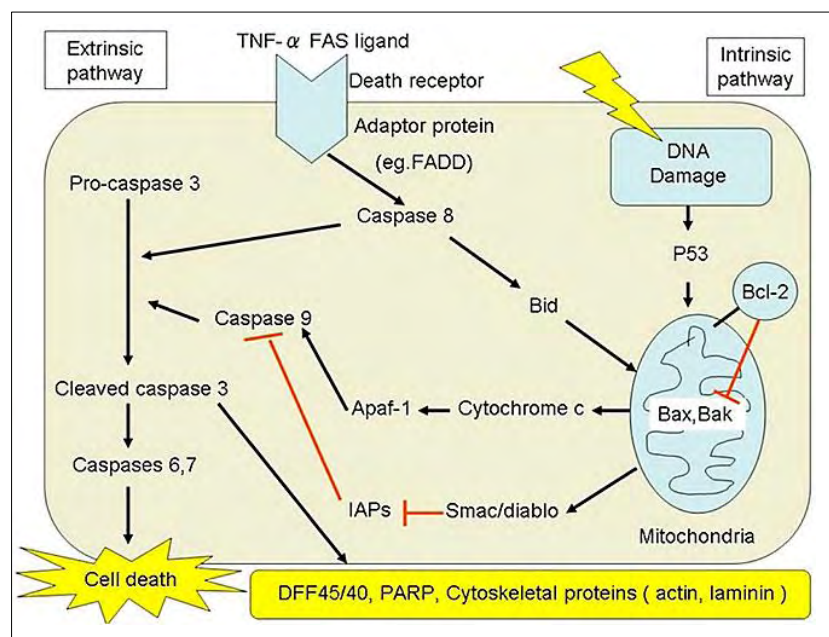 Extrinsic
pathway
TNF-α FAS ligand
Death receptor
Adaptor protein
(eg.FADD)
Intrinsic
pathway
DNA
Damage
Pro-caspase 3
Caspase 8
P53
Bcl-2
Bid
Caspase 9
Cleaved caspase 3
Apaf-1
Cytochrome c
Bax,Bak
Caspases 6,7
IAPs
Smac/diablo
Mitochondria
Cell death
DFF45/40, PARP, Cytoskeletal proteins ( actin, laminin )